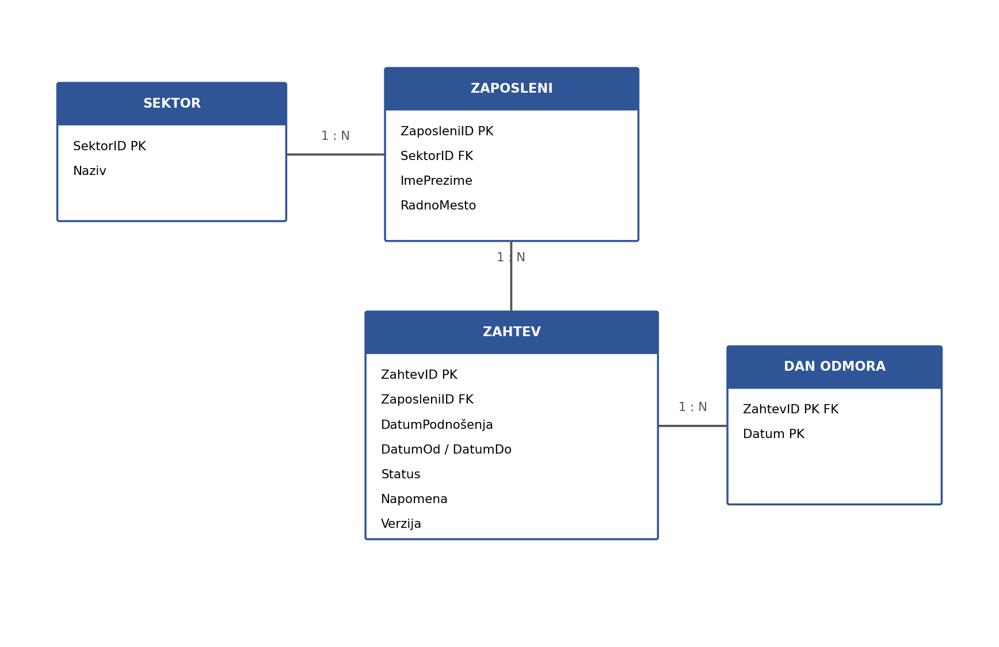 SEKTOR
SektorID PK
Naziv
1 : N
ZAPOSLENI
ZaposleniID PK
SektorID FK
ImePrezime
RadnoMesto
1 : N
ZAHTEV
ZahtevID PK
ZaposleniID FK
DatumPodnošenja
DatumOd / DatumDo
Status
Napomena
Verzija
1 : N
DAN ODMORA
ZahtevID PK FK
Datum PK